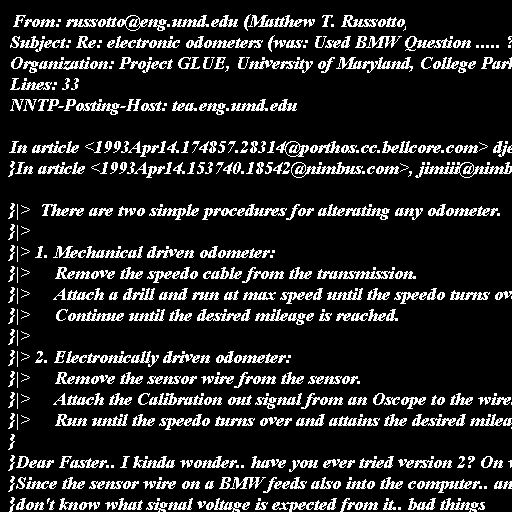 From: russotto@eng.umd.edu (Matthew T. Russotto
Subject: Re: electronic odometers (was: Used BMW Question ..... ?
Organization: Project GLUE, University of Maryland, College Park
Lines: 33
NNTP-Posting-Host: tea.eng.umd.edu
In article <1993Apr14.174857.28314@porthos.cc.bellcore.com> dje
}In article <1993Apr14.153740.18542@nimbus.com>, jimiii@nimb
}|> There are two simple procedures for alterating any odometer.
}|>
}|> 1. Mechanical driven odometer:
}|> Remove the speedo cable from the transmission.
}|> Attach a drill and run at max speed until the speedo turns ov
}|> Continue until the desired mileage is reached.
}|>
}|> 2. Electronically driven odometer:
}|> Remove the sensor wire from the sensor.
}|> Attach the Calibration out signal from an Oscope to the wire
}|> Run until the speedo turns over and attains the desired milea
}
}Dear Faster.. I kinda wonder.. have you ever tried version 2? On
}Since the sensor wire on a BMW feeds also into the computer.. an
}don't know what signal voltage is expected from it.. bad things